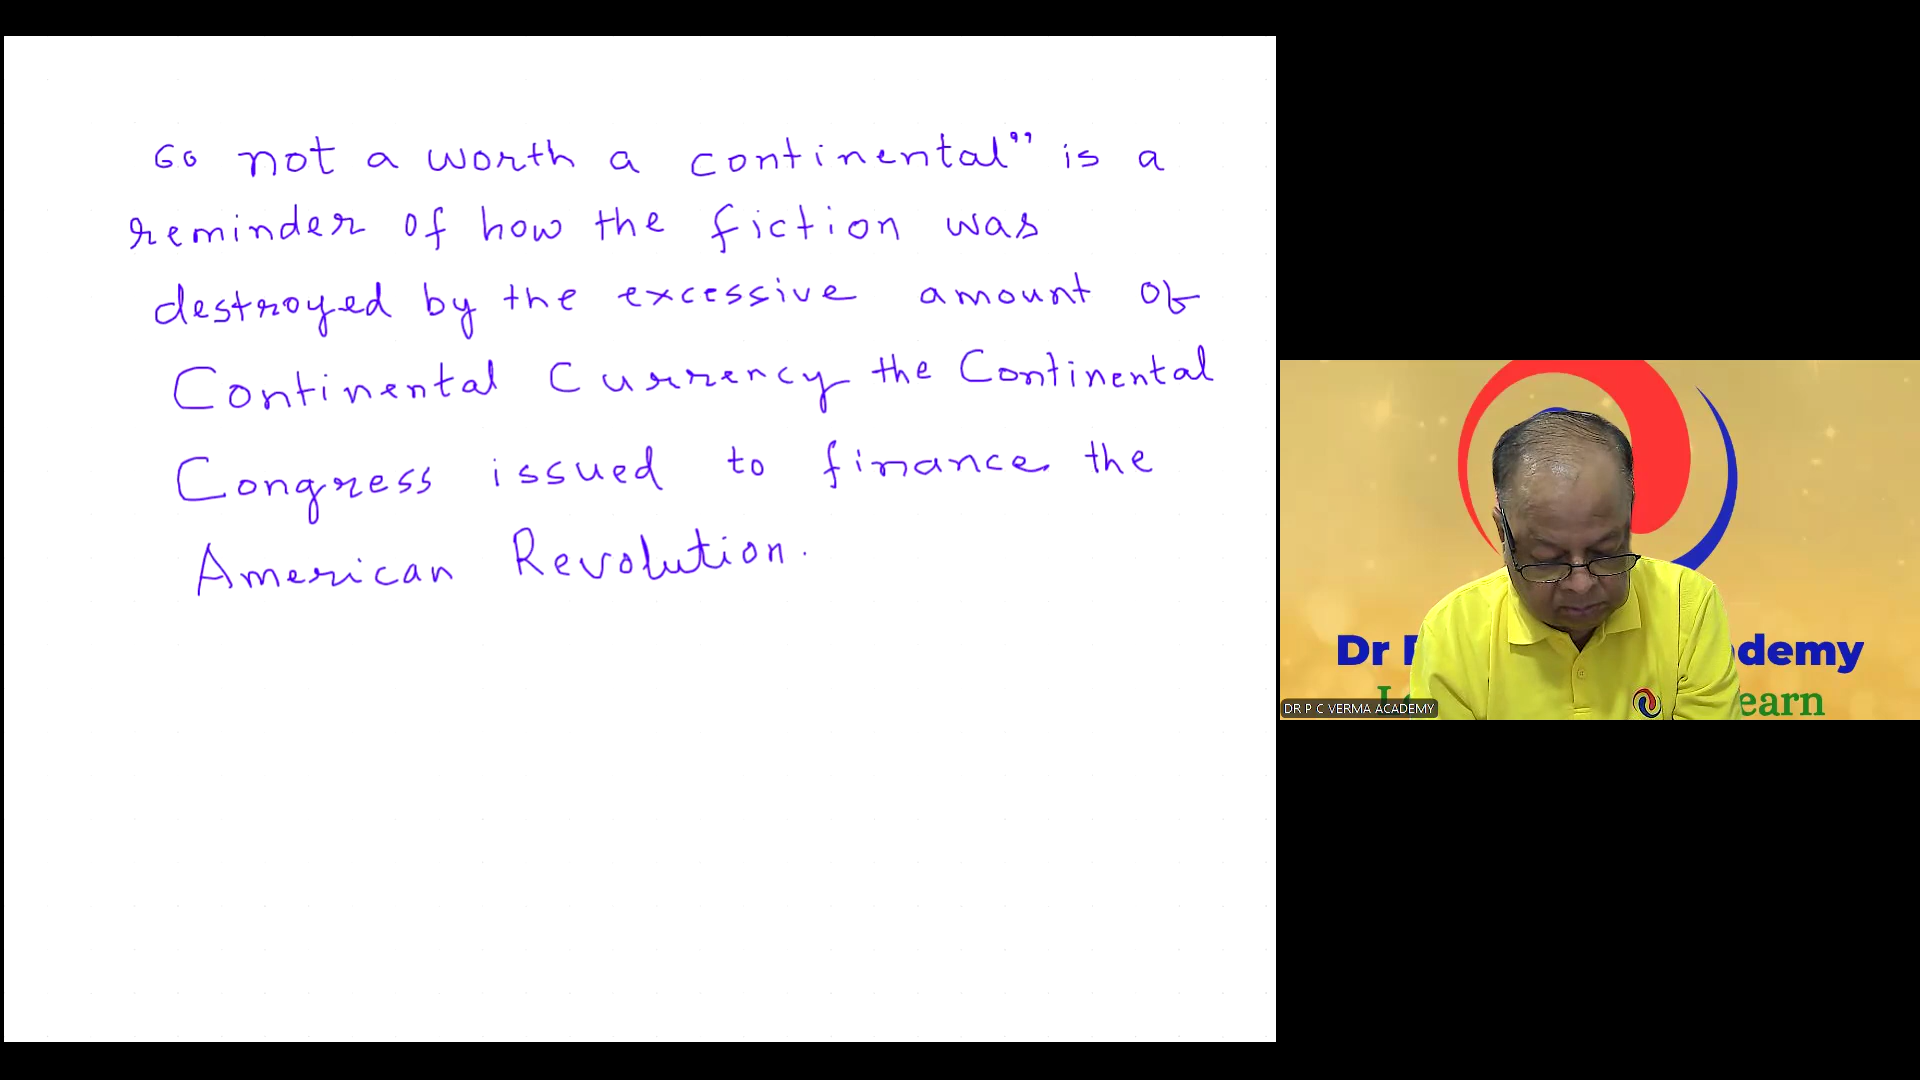 “ not a worth a continental” is a
reminder of how the fiction was
destroyed by the excessive amount of
Continental Currency the Continental
Congress issued to finance the
American Revolution.
Dr demy
earn
DR P C VERMA ACADEMY